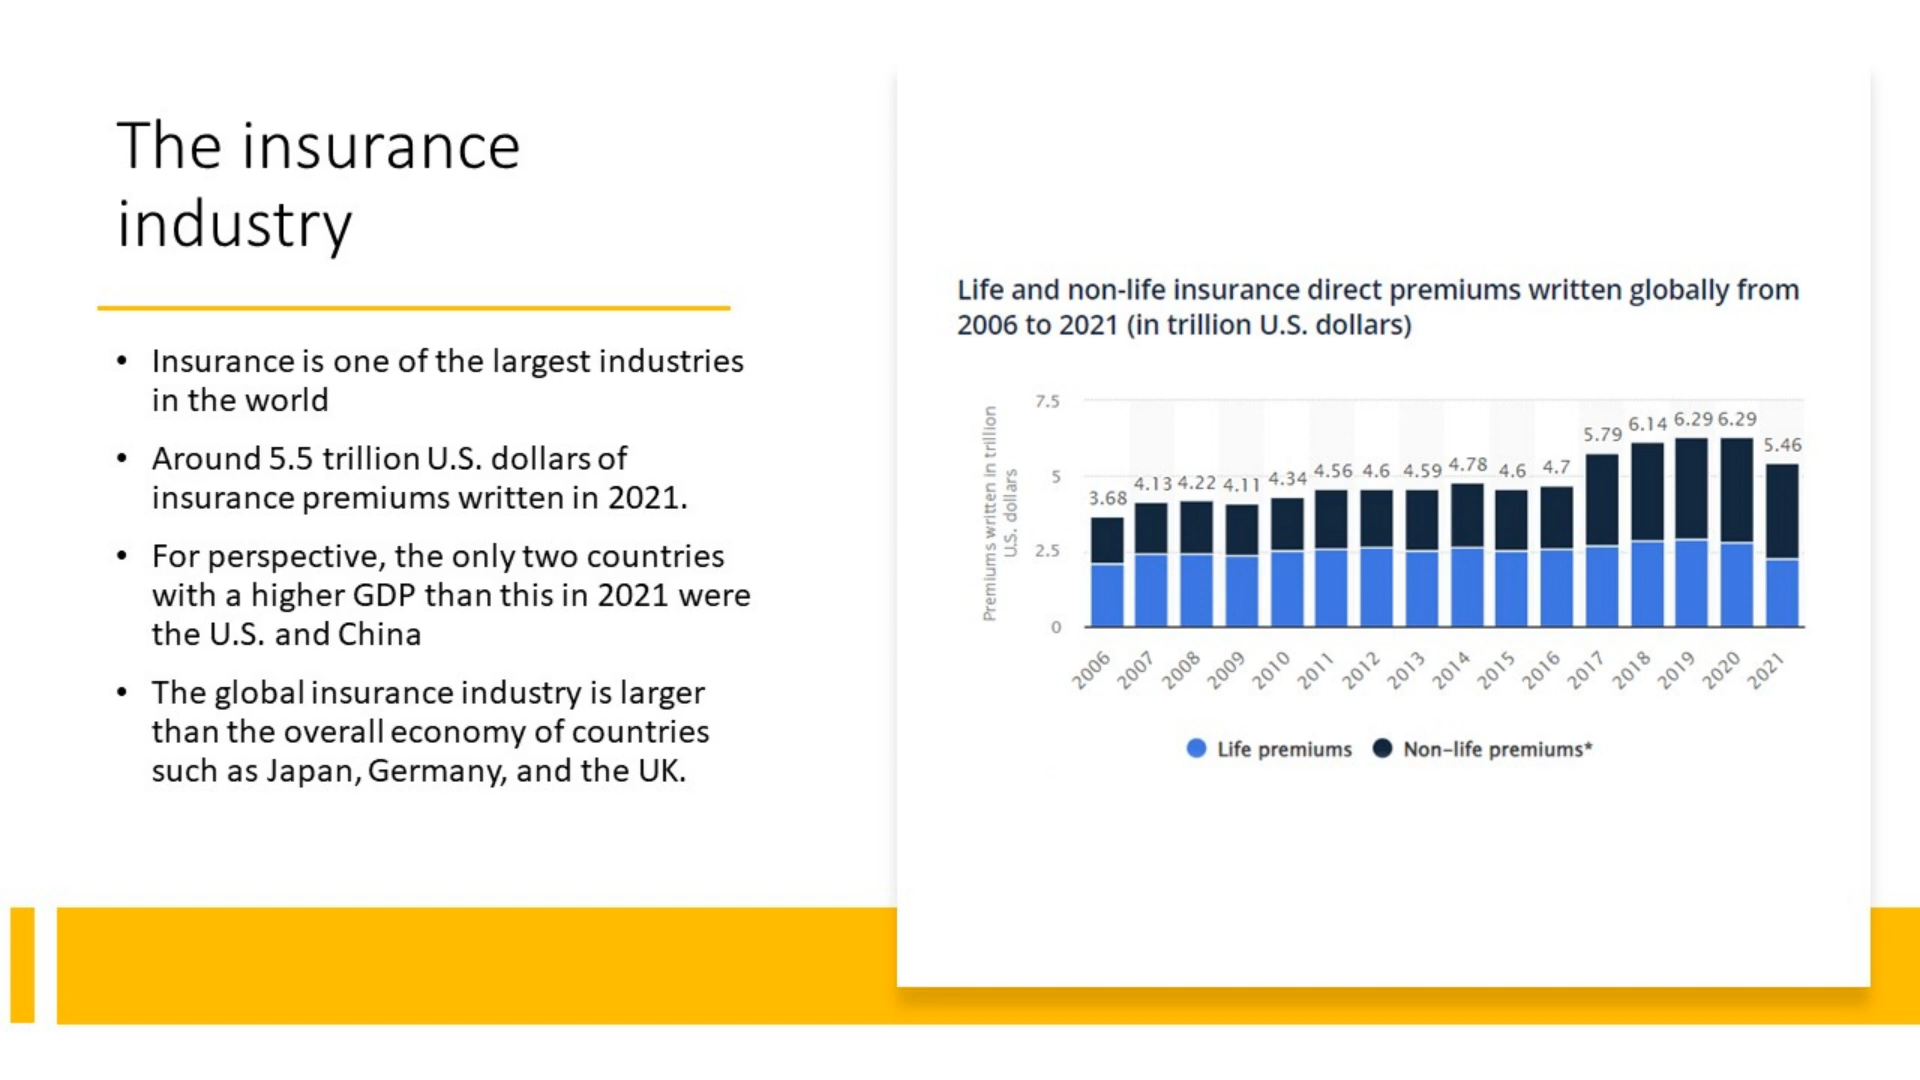 The insurance
industry
• Insurance is one of the largest industries
in the world
• Around 5.5 trillion U.S. dollars of
insurance premiums written in 2021.
• For perspective, the only two countries
with a higher GDP than this in 2021 were
the U.S. and China
• The global insurance industry is larger
than the overall economy of countries
such as Japan, Germany, and the UK.
Life and non-life insurance direct premiums written globally from
2006 to 2021 (in trillion U.S. dollars)
Premiums written in trillion
U.S. dollars
7.5
5
2.5
0
3.68 4.13 4.22 4.11 4.34 4.56 4.6 4.59 4.78 4.6 4.7 5.79 6.14 6.29 6.29 5.46
2006 2007 2008 2009 2010 2011 2012 2013 2014 2015 2016 2017 2018 2019 2020 2021
Life premiums Non-life premiums*